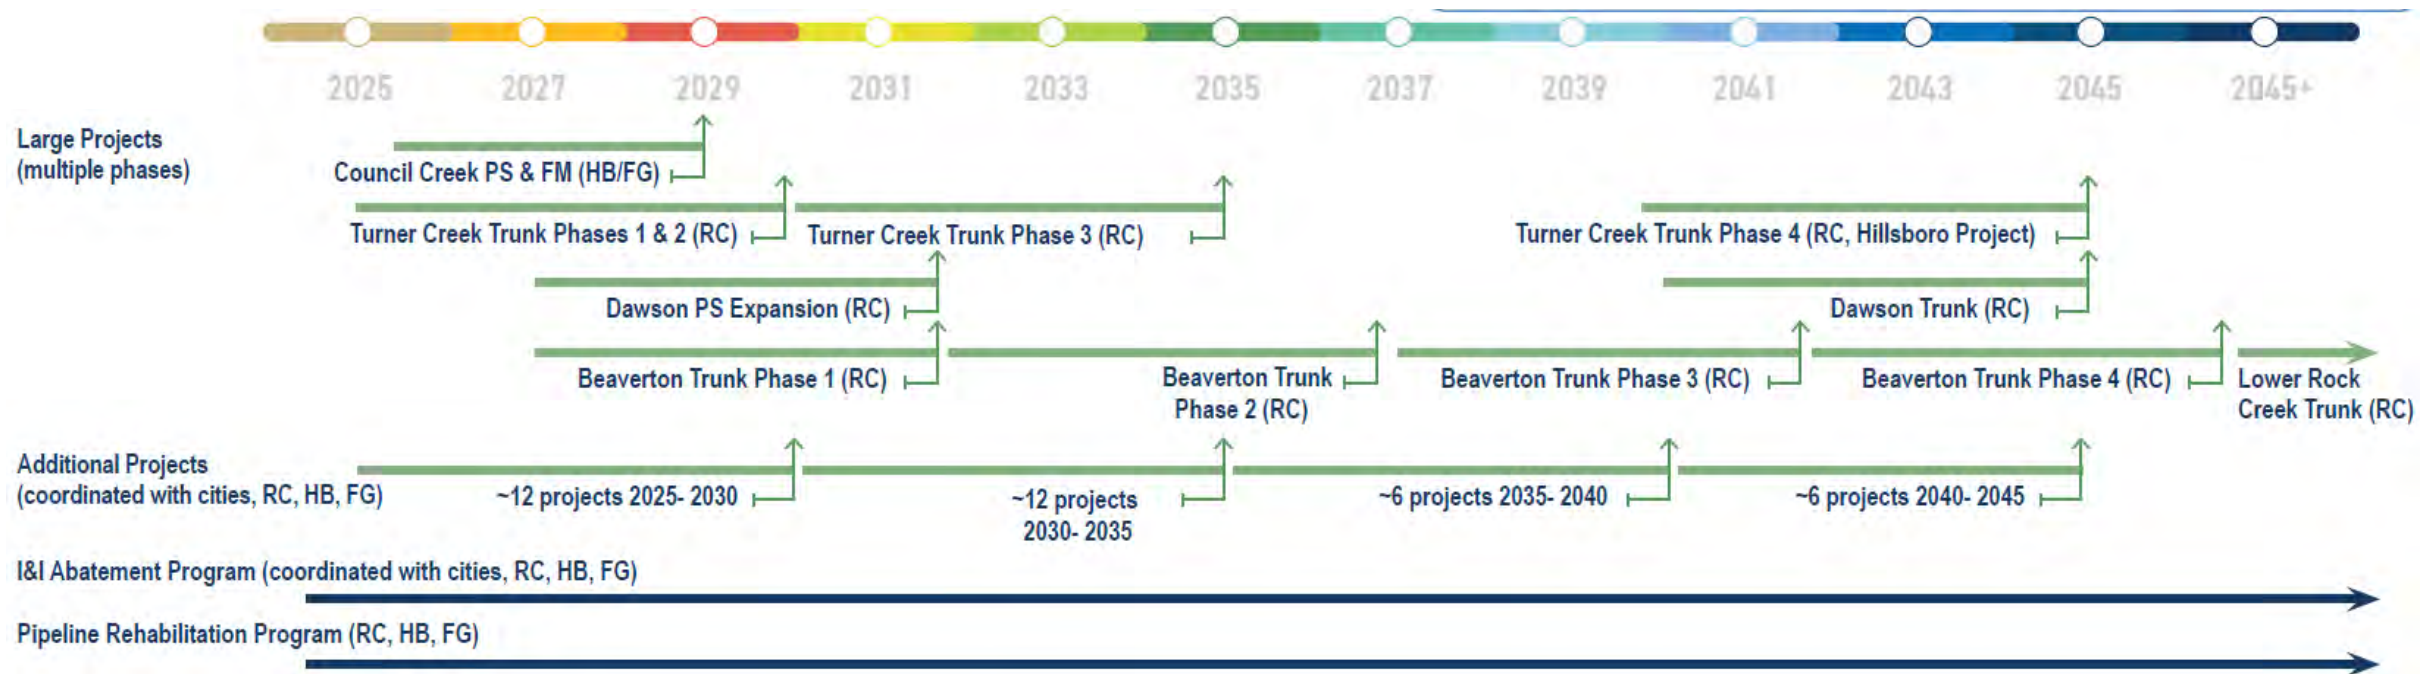 2025 2027 2029 2031 2033 2035 2037 2039 2041 2043 2045 2045+
Large Projects
(multiple phases)
Council Creek PS & FM (HB/FG)
Turner Creek Trunk Phases 1 & 2 (RC)
Turner Creek Trunk Phase 3 (RC)
Turner Creek Trunk Phase 4 (RC, Hillsboro Project)
Dawson PS Expansion (RC)
Dawson Trunk (RC)
Beaverton Trunk Phase 1 (RC)
Beaverton Trunk
Phase 2 (RC)
Beaverton Trunk Phase 3 (RC)
Beaverton Trunk Phase 4 (RC)
Lower Rock
Creek Trunk (RC)
Additional Projects
(coordinated with cities, RC, HB, FG)
~12 projects 2025- 2030
~12 projects
2030- 2035
~6 projects 2035- 2040
~6 projects 2040- 2045
I&I Abatement Program (coordinated with cities, RC, HB, FG)
Pipeline Rehabilitation Program (RC, HB, FG)